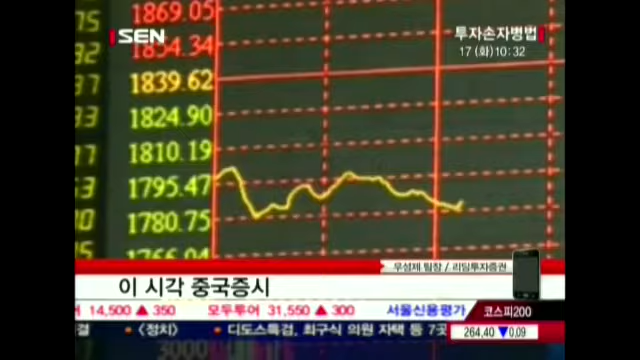 1869.05
1854.34
1839.62
1824.90
1810.19
1795.47
1780.75
1766.04
SEN
투자손자병법
17 (화)10:32
우성제 팀장 / 리딩투자증권
이 시각 중국증시
14,500 ▲ 350 모두투어 31,550 ▲ 300 서울신용평가
코스피200
결 • <정치> • 디도스특검, 최구식 의원 자택 등 7곳
264.40 ▼0.09
3000